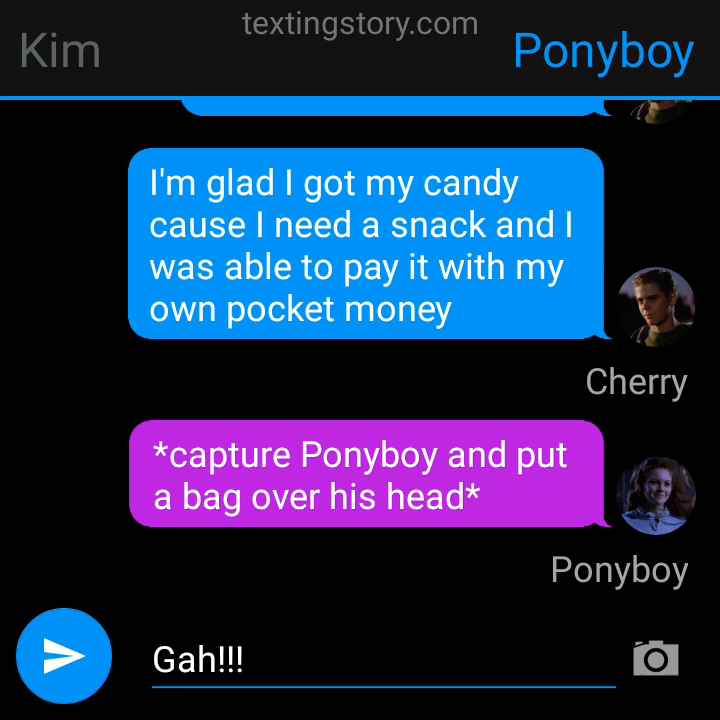 textingstory.com
Kim
Ponyboy
I'm glad I got my candy
cause I need a snack and I
was able to pay it with my
own pocket money
Cherry
*capture Ponyboy and put
a bag over his head*
Ponyboy
Gah!!!